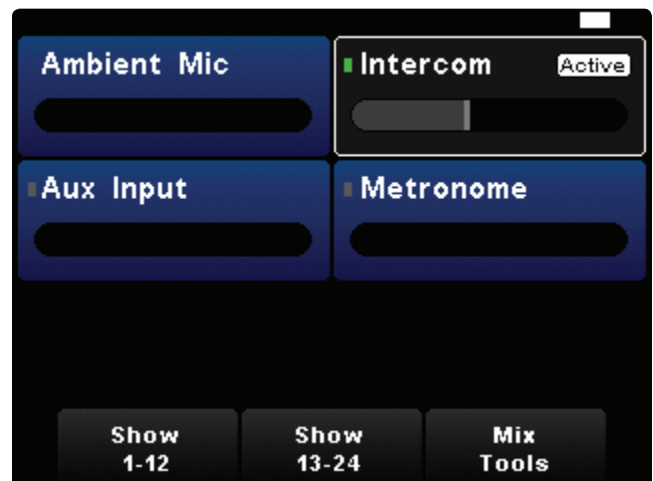 Ambient Mic
Intercom Active
Aux Input
Metronome
Show 1-12
Show 13-24
Mix Tools